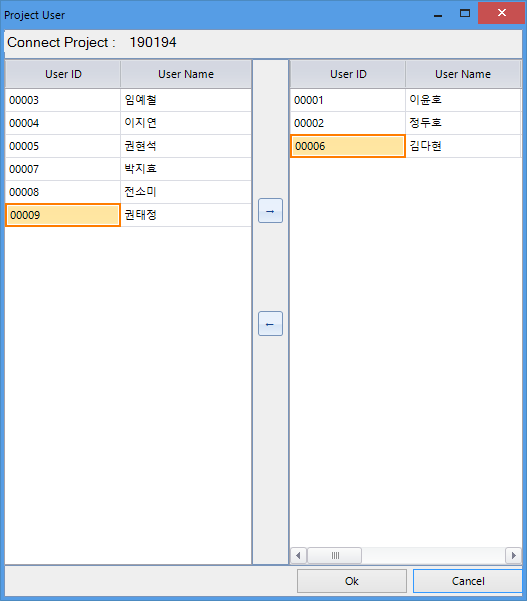 Project User
Connect Project : 190194
User ID User Name
00003 임예철
00004 이지연
00005 권현석
00007 박지효
00008 전소미
00009 권태정
→
←
User ID User Name
00001 이윤호
00002 정두호
00006 김다현
Ok Cancel